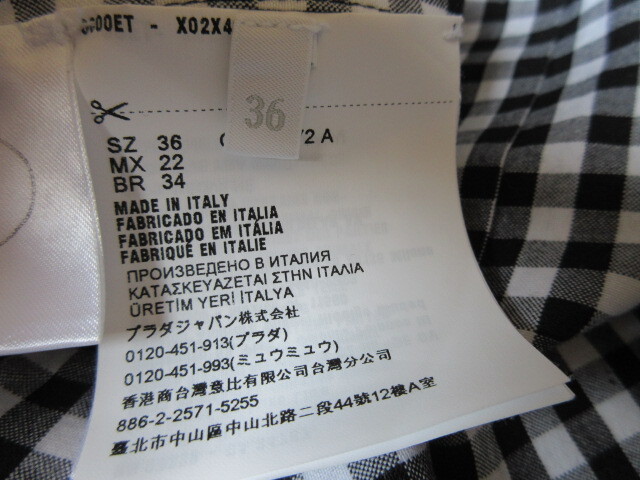 - X02X4
36
SZ 36
/2 A
MX 22
BR 34
MADE IN ITALY
FABRICADO EN ITALIA
FABRICADO EM ITÁLIA
FABRIQUÉ EN ITALIE
ПРОИЗВЕДЕНО В ИТАЛИЯ
ΚΑΤΑΣΚΕΥΑΖΕΤΑΙ ΣΤΗΝ ΙΤΑΛΙΑ
ÜRETİM YERİ İTALYA
プラダジャパン株式会社
0120-451-913(プラダ)
0120-451-993(ミュウミュウ)
香港商台灣意比有限公司台灣分公司
886-2-2571-5255
臺北市中山區中山北路二段44號12樓A室